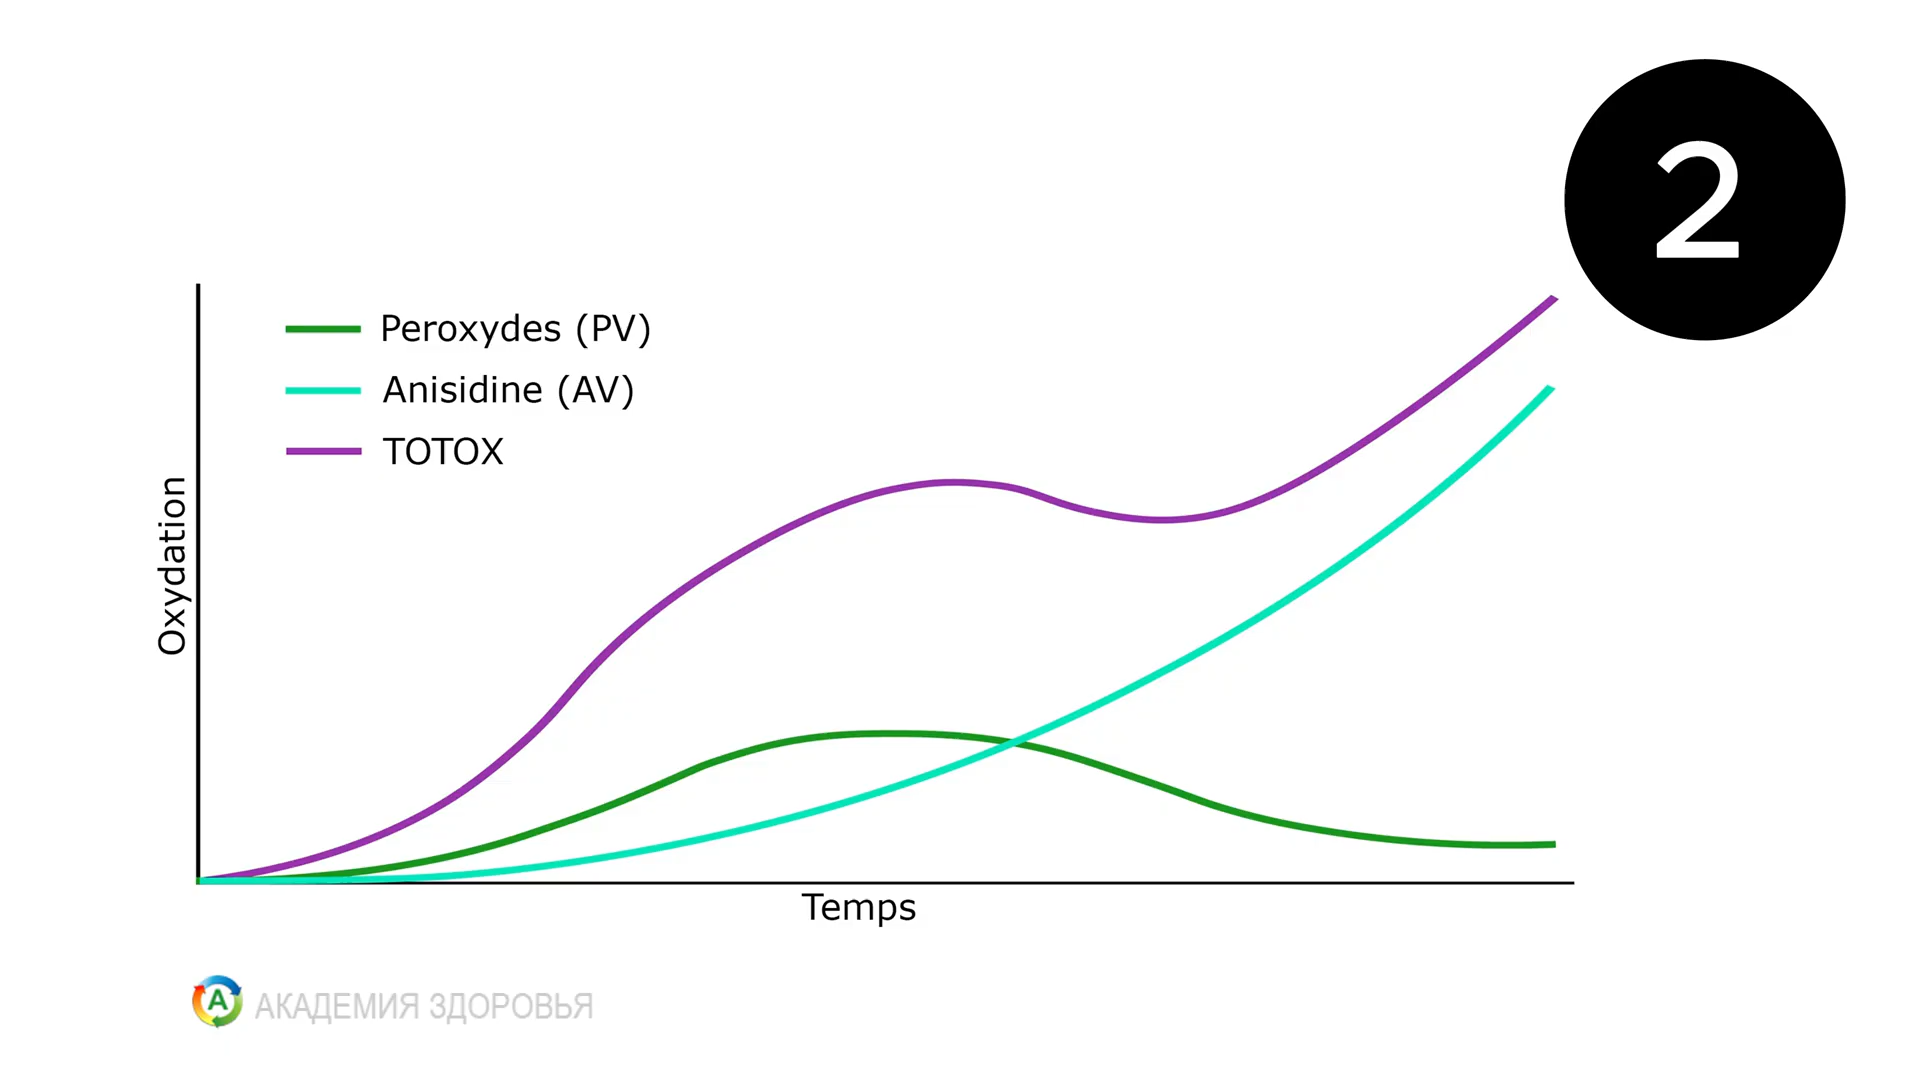 2
Peroxydes (PV)
Anisidine (AV)
TOTOX
Oxydation
Temps
A АКАДЕМИЯ ЗДОРОВЬЯ